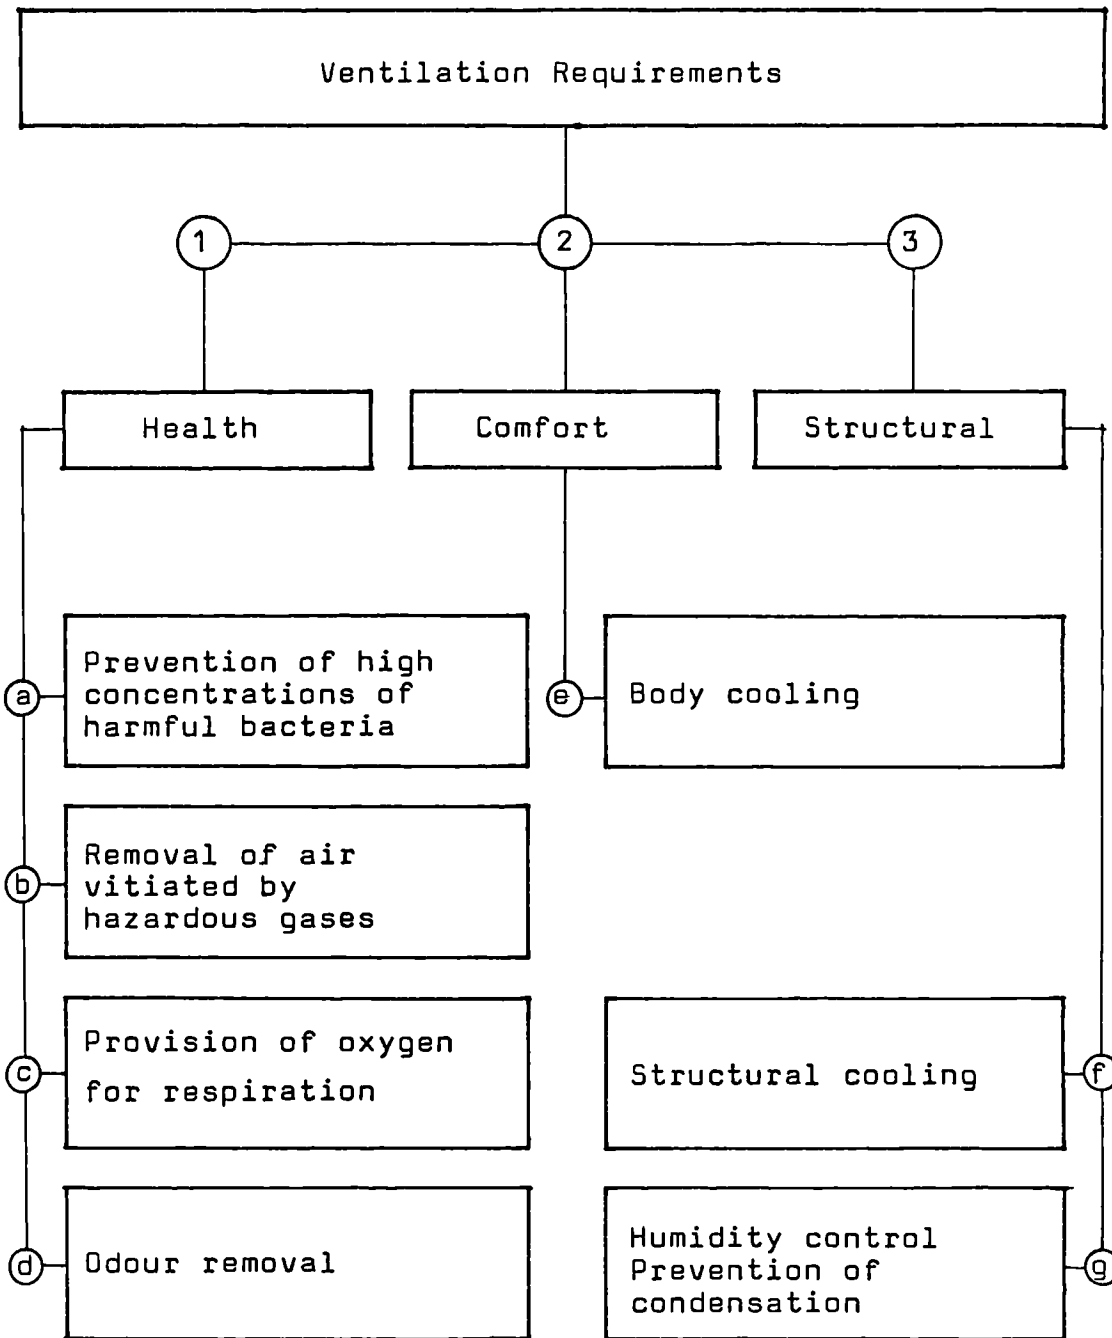 Ventilation Requirements
1
2
3
Health
Comfort
Structural
a
Prevention of high
concentrations of
harmful bacteria
e
Body cooling
b
Removal of air
vitiated by
hazardous gases
c
Provision of oxygen
for respiration
Structural cooling
f
d
Odour removal
Humidity control
Prevention of
condensation
g